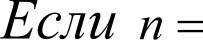 Если n =